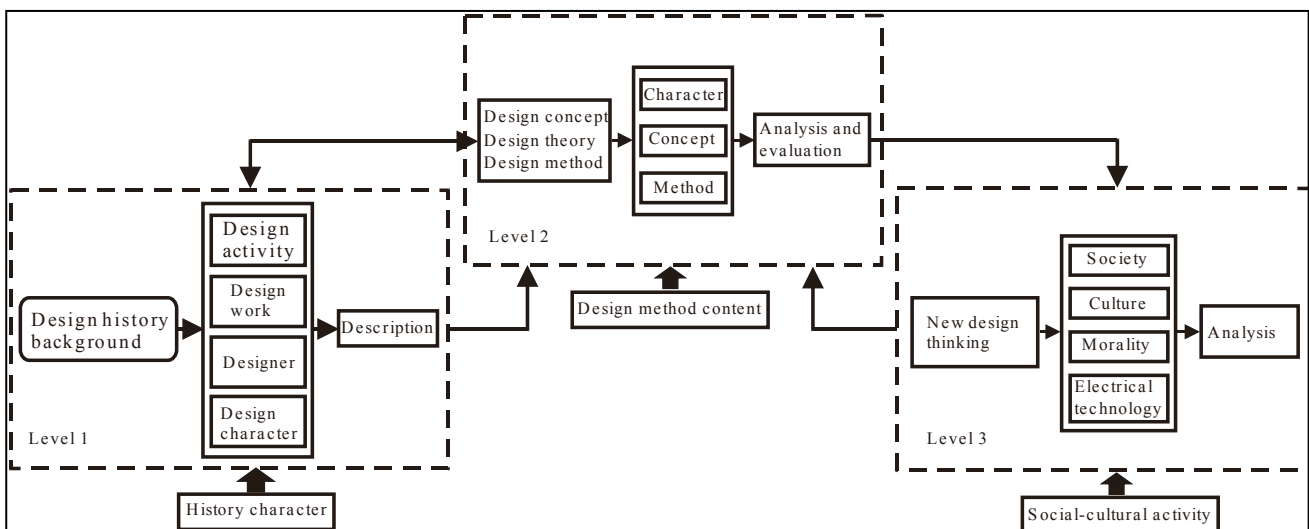 Design history
background
Design
activity
Design
work
Designer
Design
character
Description
Level 1
History character
Design concept
Design theory
Design method
Character
Concept
Method
Analysis and
evaluation
Level 2
Design method content
New design
thinking
Society
Culture
Morality
Electrical
technology
Analysis
Level 3
Social-cultural activity